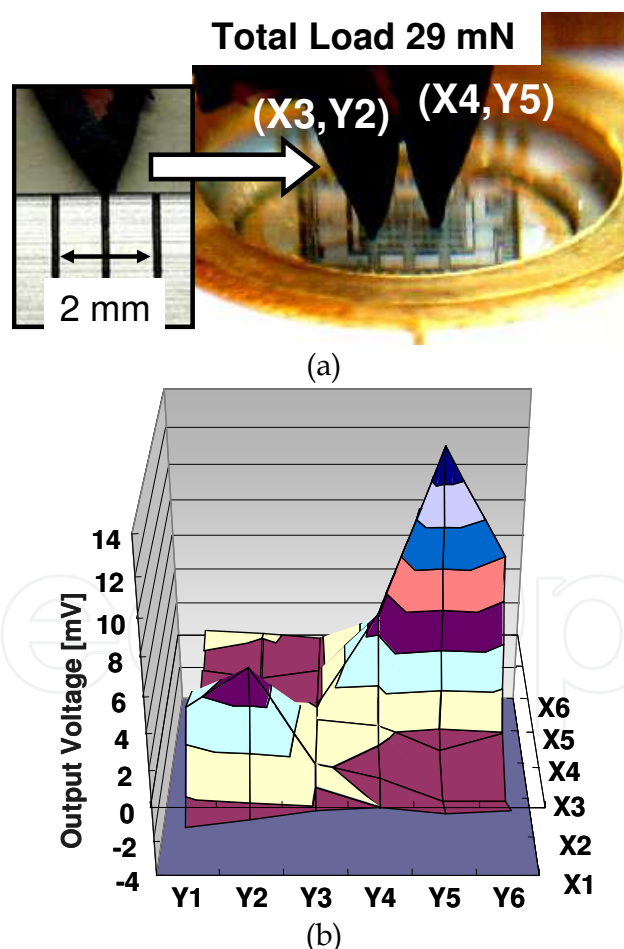 Total Load 29 mN
(X3,Y2)
(X4,Y5)
2 mm
(a)
Output Voltage [mV]
14
12
10
8
6
4
2
0
-2
-4
Y1 Y2 Y3 Y4 Y5 Y6
X6
X5
X4
X3
X2
X1
(b)